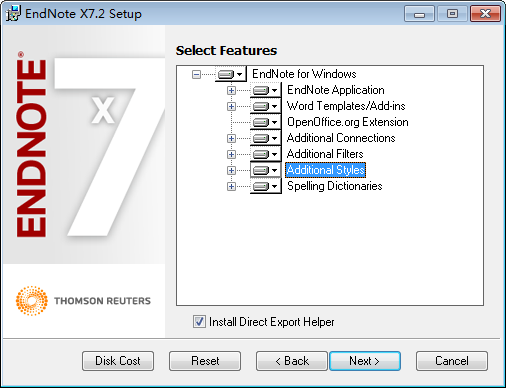 EndNote X7.2 Setup
ENDNOTE®
X7
THOMSON REUTERS
Select Features
EndNote for Windows
EndNote Application
Word Templates/Add-ins
OpenOffice.org Extension
Additional Connections
Additional Filters
Additional Styles
Spelling Dictionaries
Install Direct Export Helper
Disk Cost
Reset
< Back
Next >
Cancel